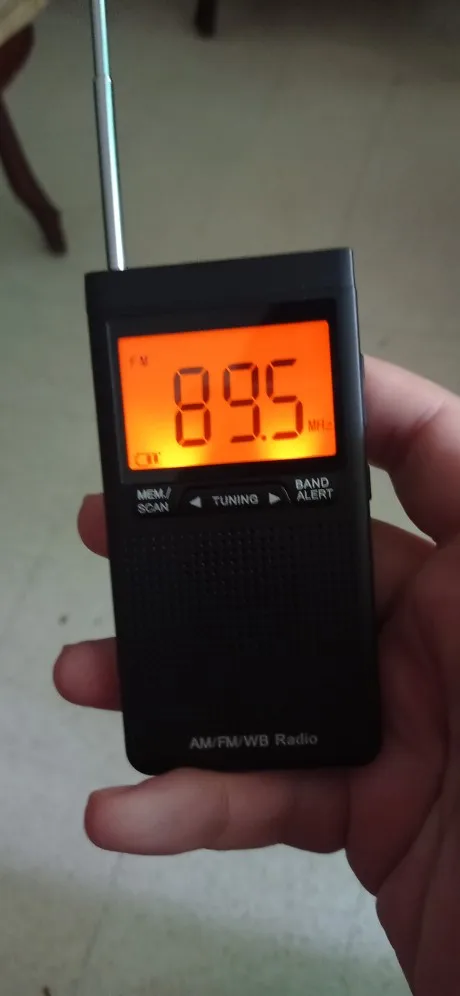 FM
89.5 MHz
MEM./
SCAN
◀ TUNING ▶
BAND
ALERT
AM/FM/WB Radio